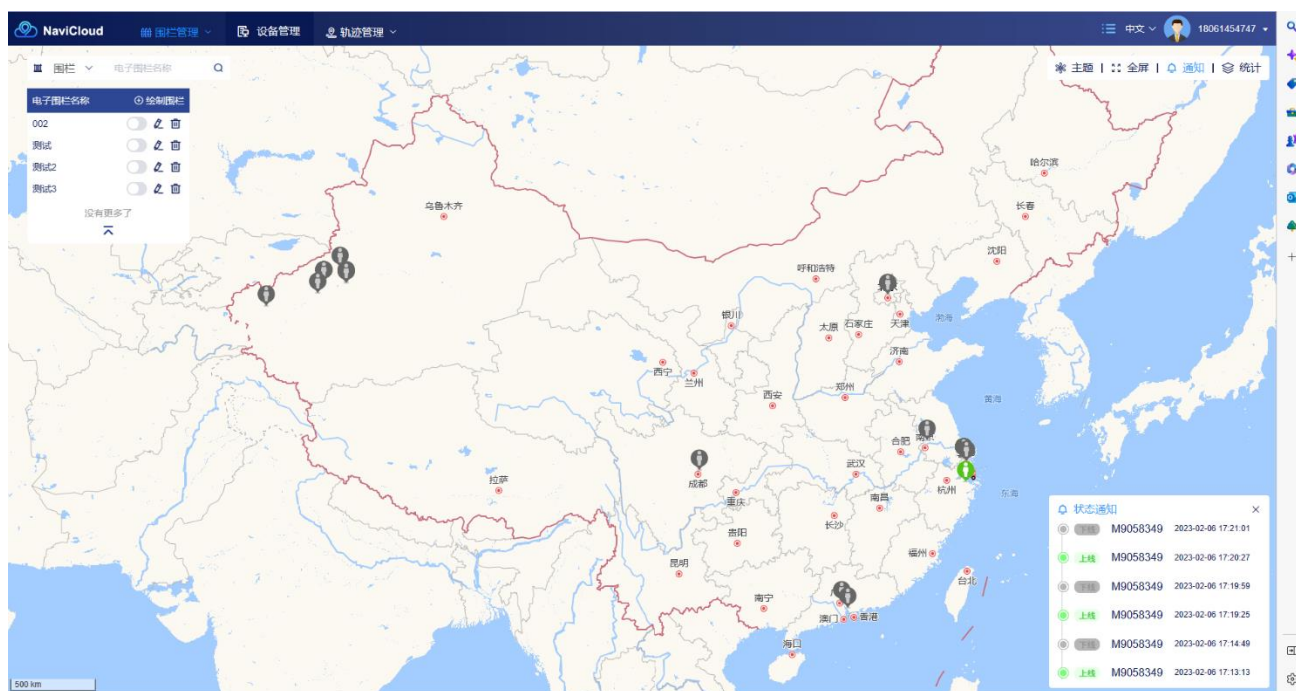 NaviCloud 围栏管理 设备管理 轨迹管理 中文 18061454747
围栏 电子围栏名称
主题 | 全屏 | 通知 | 统计
电子围栏名称 绘制围栏
002
测试
测试2
测试3
没有更多了
哈尔滨
长春
乌鲁木齐
沈阳
呼和浩特
银川
太原 石家庄 天津
渤海
济南
西宁
兰州
西安
郑州
黄海
合肥
武汉
拉萨
成都
重庆
杭州
南昌
东海
长沙
贵阳
福州
昆明
台北
南宁
澳门
香港
海口
状态通知
下线 M9058349 2023-02-06 17:21:01
上线 M9058349 2023-02-06 17:20:27
下线 M9058349 2023-02-06 17:19:59
上线 M9058349 2023-02-06 17:19:25
下线 M9058349 2023-02-06 17:14:49
上线 M9058349 2023-02-06 17:13:13
500 km